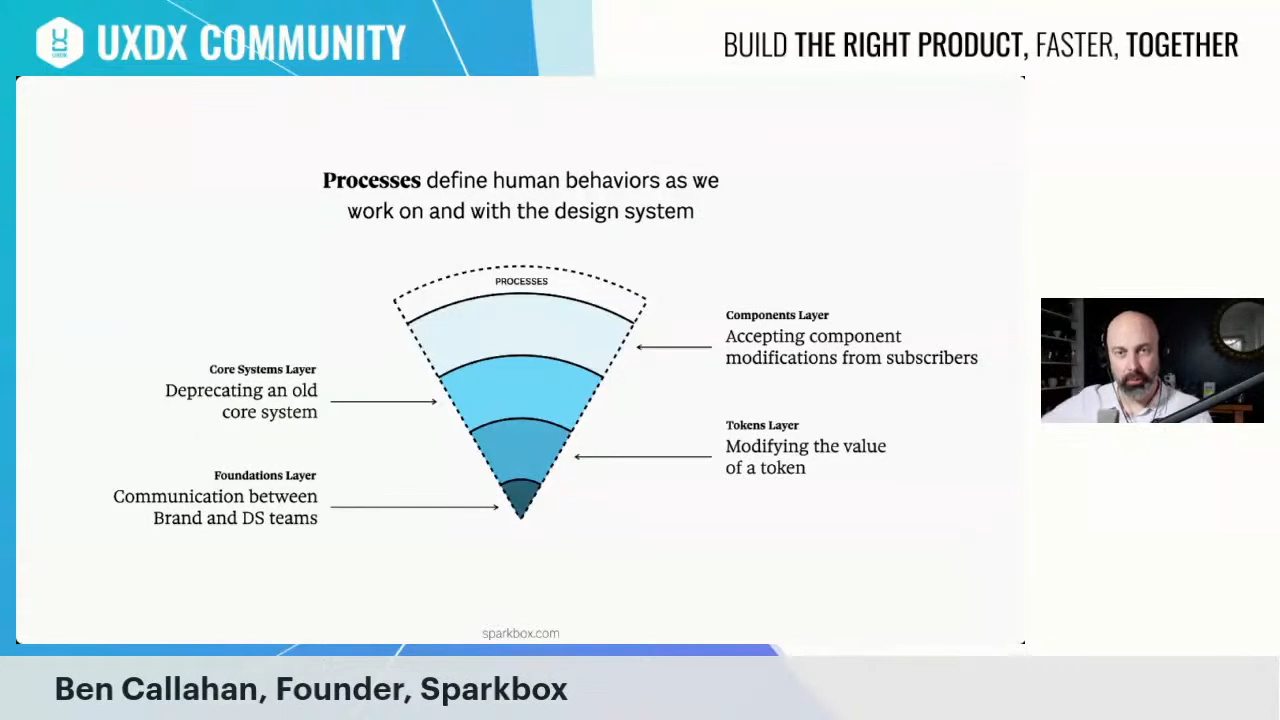 UXDX
UXDX COMMUNITY
BUILD THE RIGHT PRODUCT, FASTER, TOGETHER
Processes define human behaviors as we
work on and with the design system
PROCESSES
Components Layer
Accepting component
modifications from subscribers
Core Systems Layer
Deprecating an old
core system
Tokens Layer
Modifying the value
of a token
Foundations Layer
Communication between
Brand and DS teams
sparkbox.com
Ben Callahan, Founder, Sparkbox